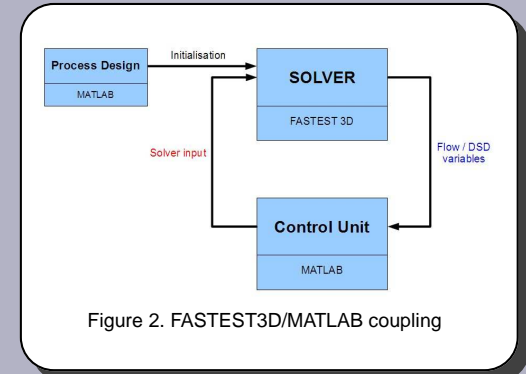 Initialisation
Process Design
MATLAB
SOLVER
FASTEST 3D
Solver input
Flow / DSD
variables
Control Unit
MATLAB
Figure 2. FASTEST3D/MATLAB coupling